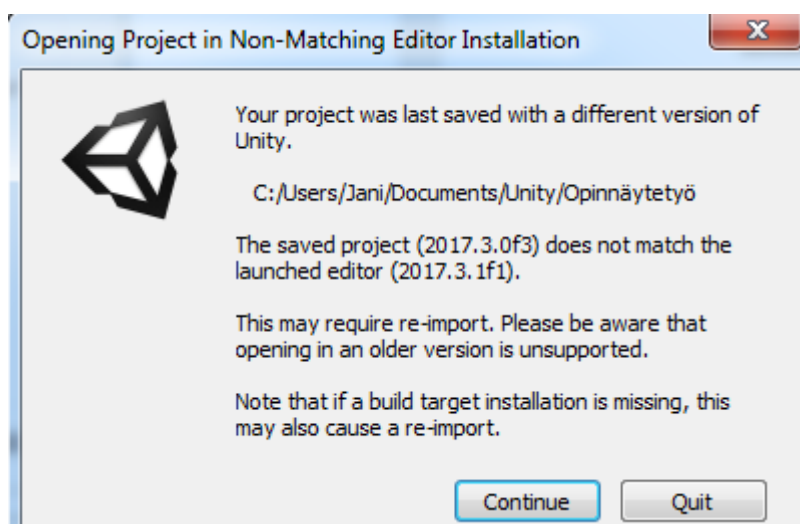 Opening Project in Non-Matching Editor Installation
Your project was last saved with a different version of
Unity.
C:/Users/Jani/Documents/Unity/Opinnäytetyö
The saved project (2017.3.0f3) does not match the
launched editor (2017.3.1f1).
This may require re-import. Please be aware that
opening in an older version is unsupported.
Note that if a build target installation is missing, this
may also cause a re-import.
Continue
Quit